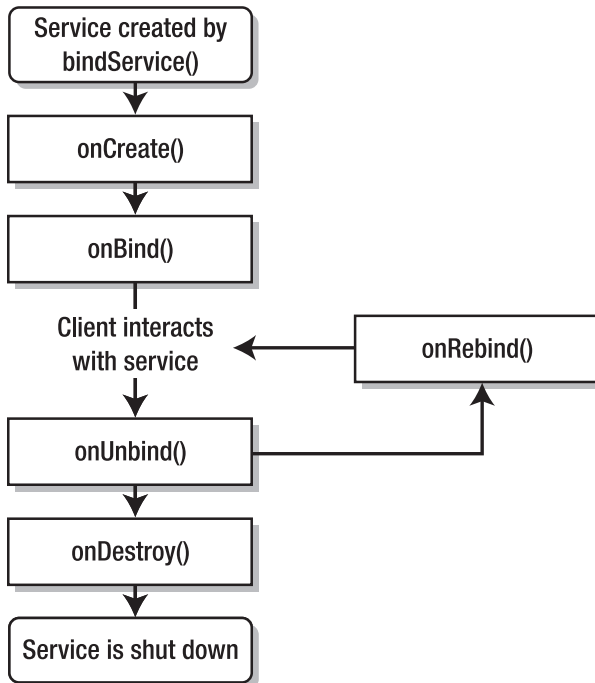 Service created by
bindService()
onCreate()
onBind()
Client interacts
with service
onRebind()
onUnbind()
onDestroy()
Service is shut down